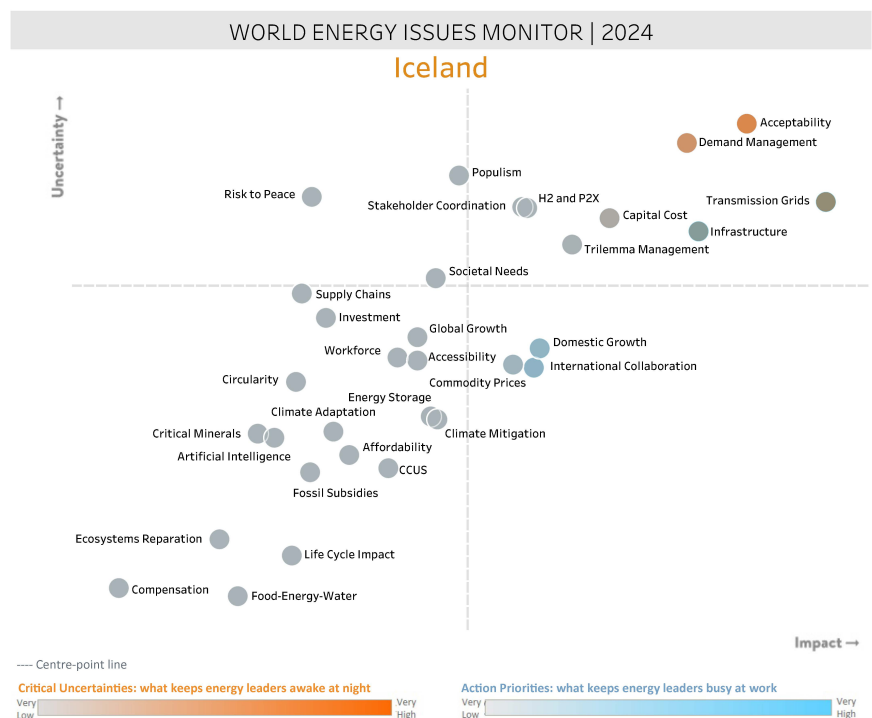 WORLD ENERGY ISSUES MONITOR | 2024
Iceland
Uncertainty →
Acceptability
Demand Management
Populism
Risk to Peace
H2 and P2X
Stakeholder Coordination
Transmission Grids
Capital Cost
Infrastructure
Trilemma Management
Societal Needs
Supply Chains
Investment
Global Growth
Domestic Growth
Workforce
Accessibility
International Collaboration
Circularity
Commodity Prices
Energy Storage
Climate Adaptation
Critical Minerals
Climate Mitigation
Affordability
Artificial Intelligence
CCUS
Fossil Subsidies
Ecosystems Reparation
Life Cycle Impact
Compensation
Food-Energy-Water
Impact →
---- Centre-point line
Critical Uncertainties: what keeps energy leaders awake at night
Very Low
Very High
Action Priorities: what keeps energy leaders busy at work
Very Low
Very High